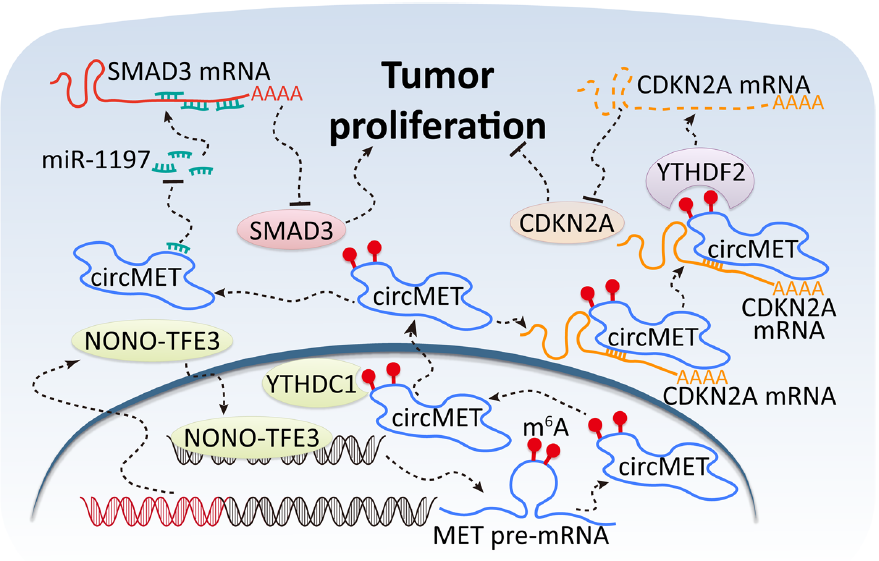 SMAD3 mRNA
AAAA
Tumor
proliferation
CDKN2A mRNA
AAAA
miR-1197
YTHDF2
SMAD3
CDKN2A
circMET
circMET
circMET
AAAA
CDKN2A
mRNA
NONO-TFE3
circMET
AAAA
CDKN2A mRNA
YTHDC1
circMET
m6A
NONO-TFE3
circMET
MET pre-mRNA